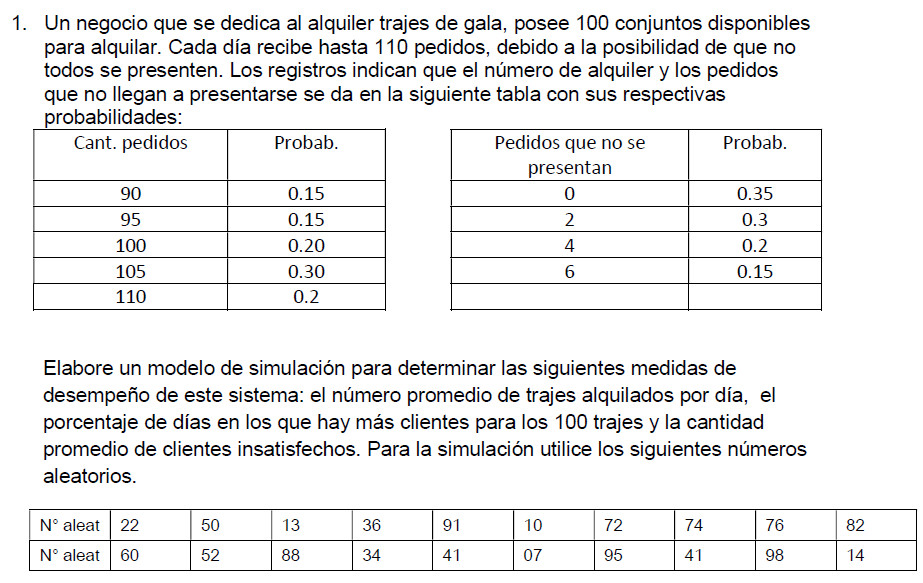 1. Un negocio que se dedica al alquiler trajes de gala, posee 100 conjuntos disponibles
para alquilar. Cada día recibe hasta 110 pedidos, debido a la posibilidad de que no
todos se presenten. Los registros indican que el número de alquiler y los pedidos
que no llegan a presentarse se da en la siguiente tabla con sus respectivas
probabilidades:
Cant. pedidos Probab.
90 0.15
95 0.15
100 0.20
105 0.30
110 0.2
Pedidos que no se Probab.
presentan
0 0.35
2 0.3
4 0.2
6 0.15
Elabore un modelo de simulación para determinar las siguientes medidas de
desempeño de este sistema: el número promedio de trajes alquilados por día, el
porcentaje de días en los que hay más clientes para los 100 trajes y la cantidad
promedio de clientes insatisfechos. Para la simulación utilice los siguientes números
aleatorios.
N° aleat 22 50 13 36 91 10 72 74 76 82
N° aleat 60 52 88 34 41 07 95 41 98 14